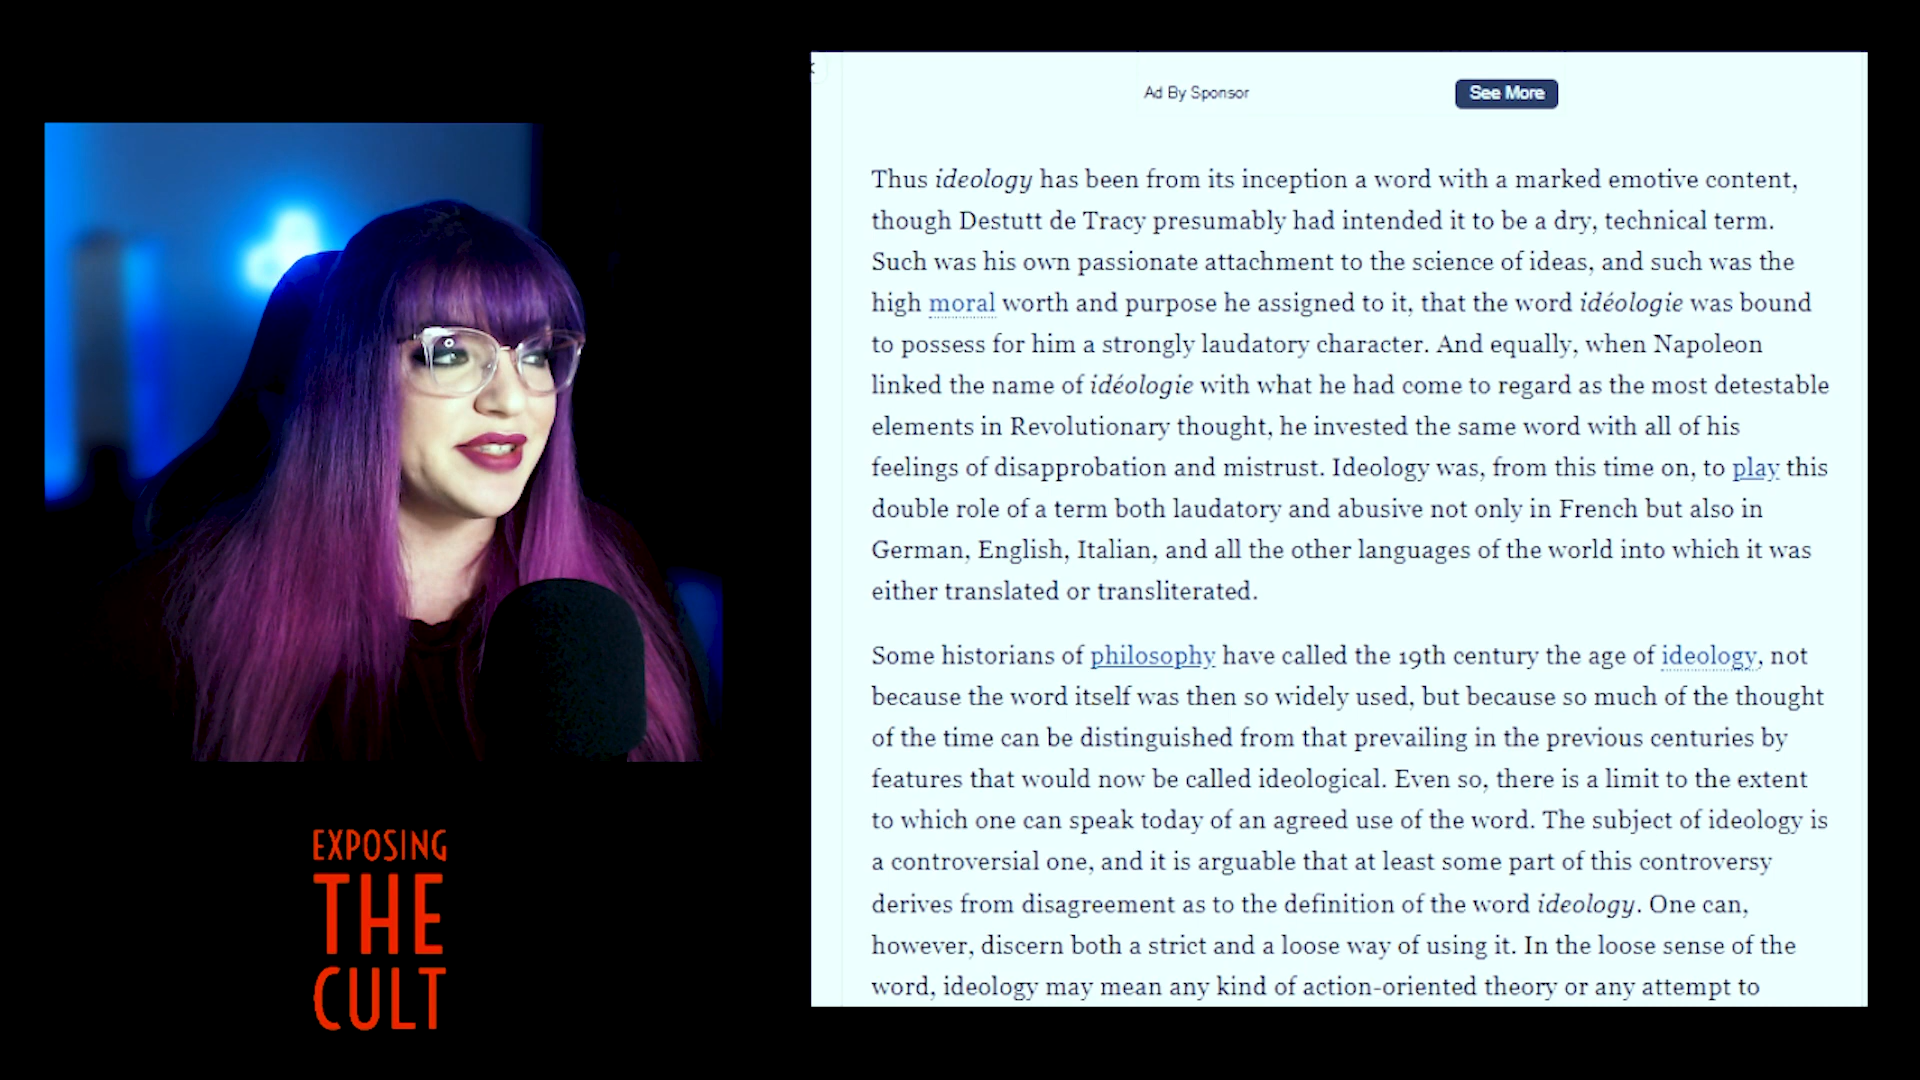 Ad By Sponsor
See More
Thus ideology has been from its inception a word with a marked emotive content,
though Destutt de Tracy presumably had intended it to be a dry, technical term.
Such was his own passionate attachment to the science of ideas, and such was the
high moral worth and purpose he assigned to it, that the word idéologie was bound
to possess for him a strongly laudatory character. And equally, when Napoleon
linked the name of idéologie with what he had come to regard as the most detestable
elements in Revolutionary thought, he invested the same word with all of his
feelings of disapprobation and mistrust. Ideology was, from this time on, to play this
double role of a term both laudatory and abusive not only in French but also in
German, English, Italian, and all the other languages of the world into which it was
either translated or transliterated.
Some historians of philosophy have called the 19th century the age of ideology, not
because the word itself was then so widely used, but because so much of the thought
of the time can be distinguished from that prevailing in the previous centuries by
features that would now be called ideological. Even so, there is a limit to the extent
to which one can speak today of an agreed use of the word. The subject of ideology is
a controversial one, and it is arguable that at least some part of this controversy
derives from disagreement as to the definition of the word ideology. One can,
however, discern both a strict and a loose way of using it. In the loose sense of the
word, ideology may mean any kind of action-oriented theory or any attempt to
EXPOSING
THE
CULT